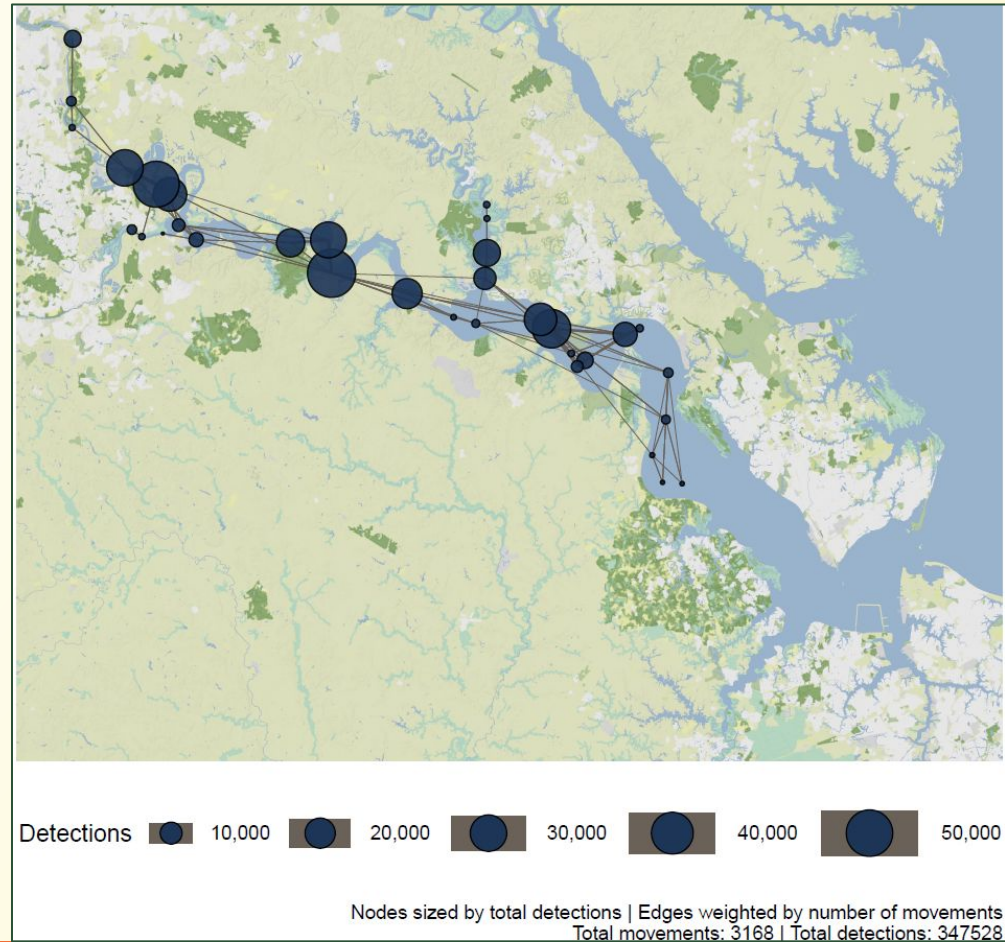 Detections 10,000 20,000 30,000 40,000 50,000
Nodes sized by total detections | Edges weighted by number of movements
Total movements: 3168 | Total detections: 347528